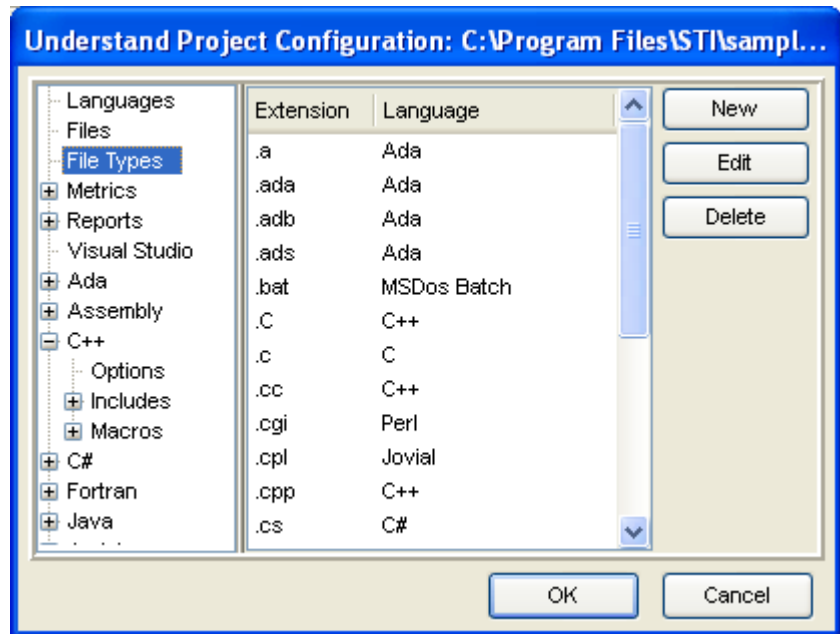 Understand Project Configuration: C:\Program Files\STI\sampl...
Languages
Files
File Types
Metrics
Reports
Visual Studio
Ada
Assembly
C++
Options
Includes
Macros
C#
Fortran
Java
Extension Language
.a Ada
.ada Ada
.adb Ada
.ads Ada
.bat MSDos Batch
.C C++
.c C
.cc C++
.cgi Perl
.cpl Jovial
.cpp C++
.cs C#
New
Edit
Delete
OK
Cancel